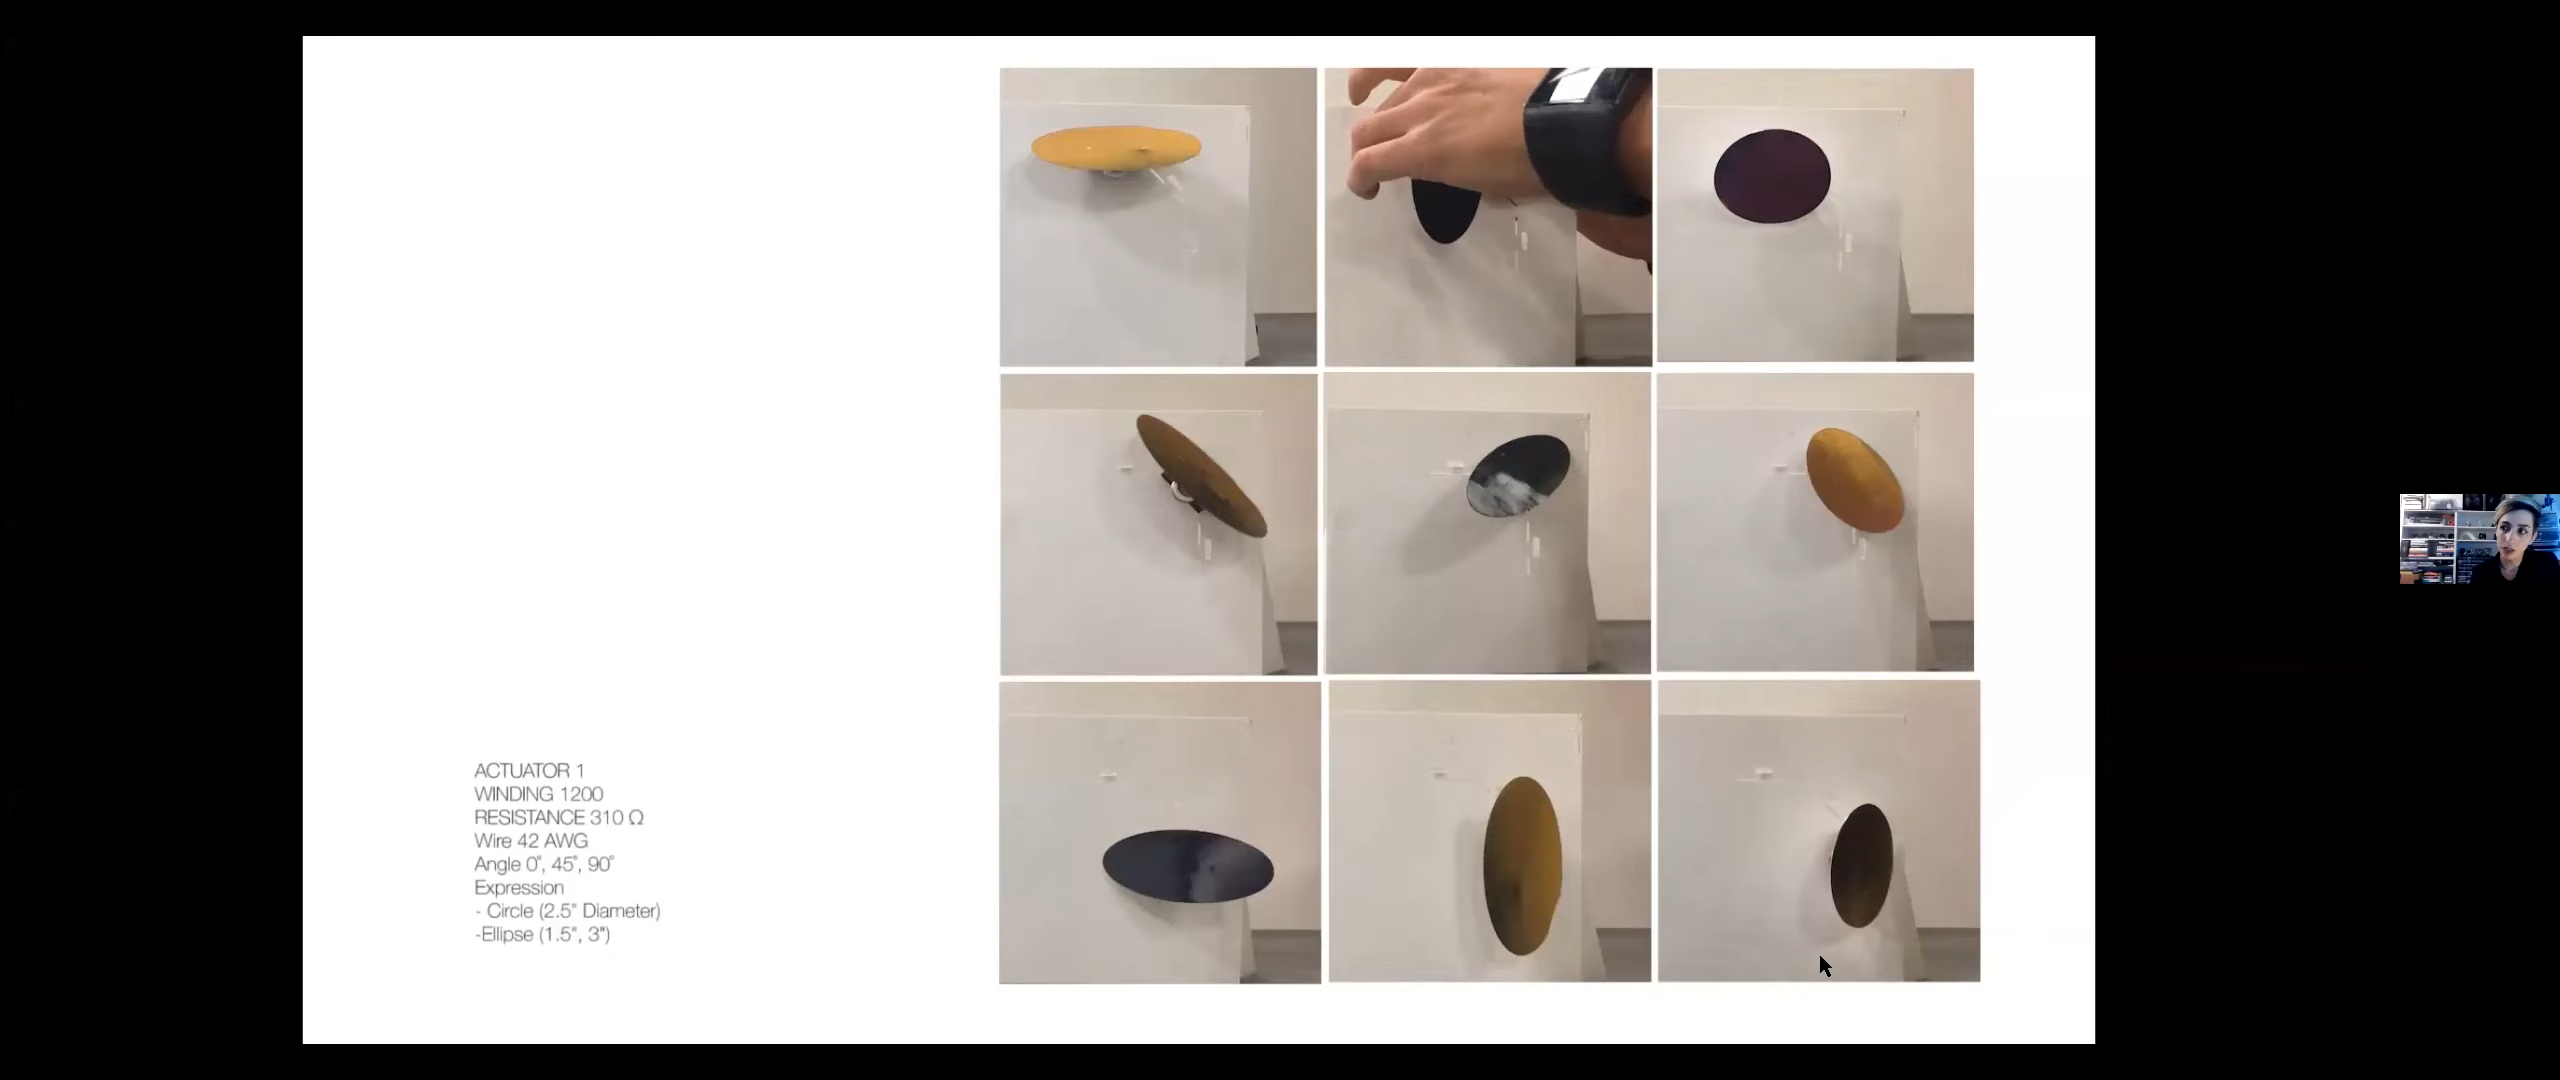 ACTUATOR 1
WINDING 1200
RESISTANCE 310 Ω
Wire 42 AWG
Angle 0°, 45°, 90°
Expression
- Circle (2.5" Diameter)
-Ellipse (1.5", 3")